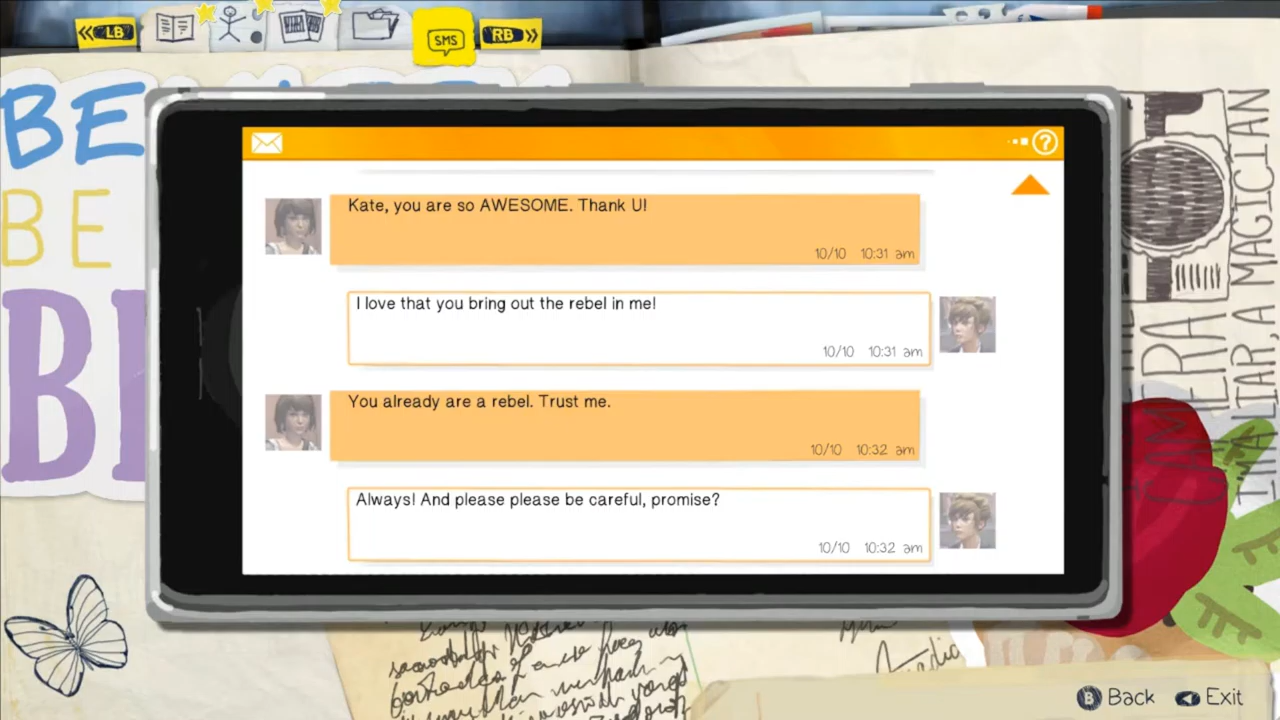 LB
SMS
RB
BE
BE
?
Kate, you are so AWESOME. Thank U!
10/10 10:31 am
I love that you bring out the rebel in me!
10/10 10:31 am
You already are a rebel. Trust me.
10/10 10:32 am
Always! And please please be careful, promise?
10/10 10:32 am
LIAR, A MAGICIAN
B Back
Exit